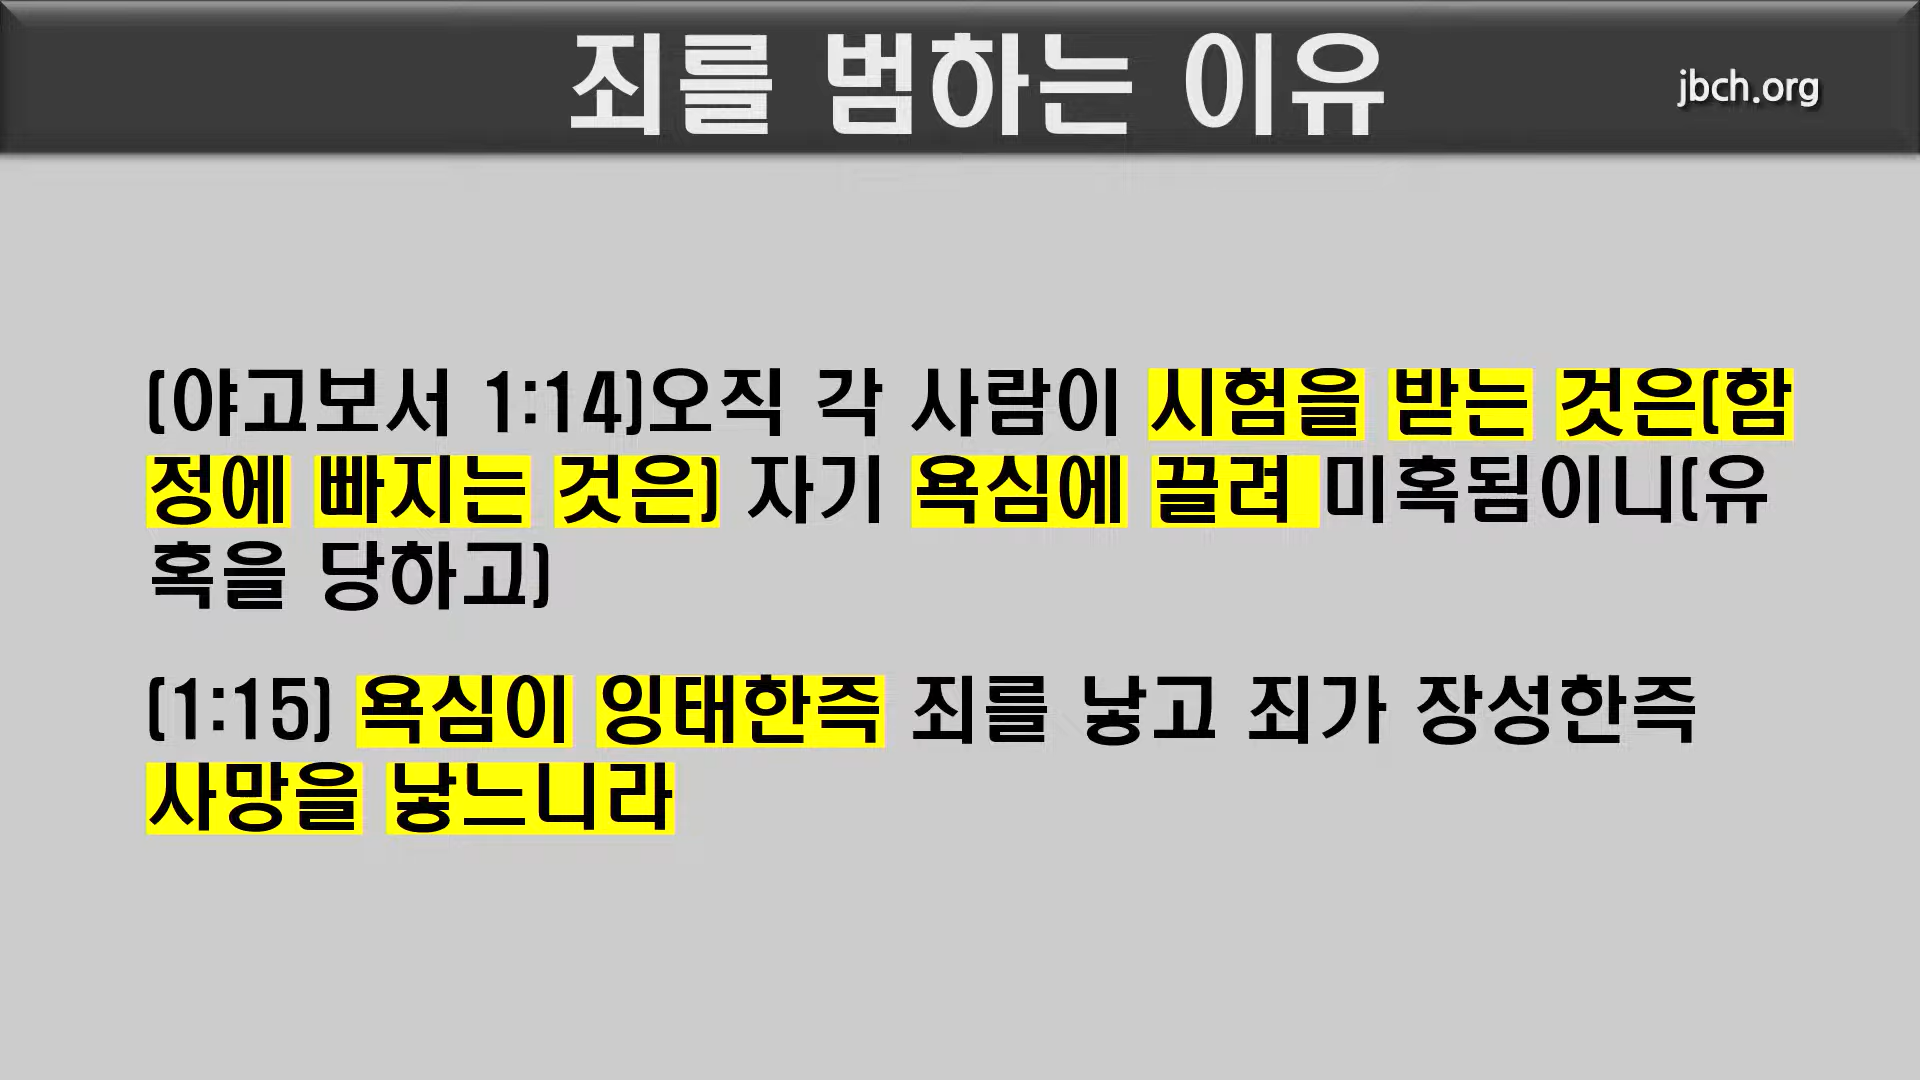 죄를 범하는 이유
jbch.org
(야고보서 1:14)오직 각 사람이 시험을 받는 것은(함
정에 빠지는 것은) 자기 욕심에 끌려 미혹됨이니(유
혹을 당하고)
(1:15) 욕심이 잉태한즉 죄를 낳고 죄가 장성한즉
사망을 낳느니라